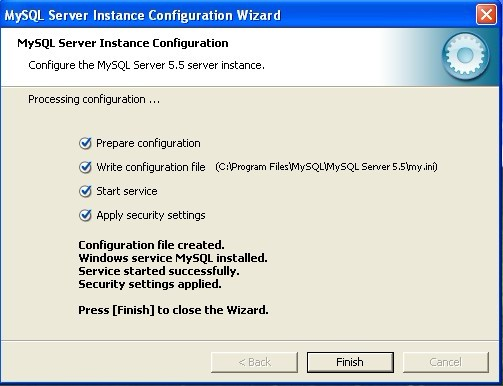 MySQL Server Instance Configuration Wizard
MySQL Server Instance Configuration
Configure the MySQL Server 5.5 server instance.
Processing configuration ...
Prepare configuration
Write configuration file (C:\Program Files\MySQL\MySQL Server 5.5\my.ini)
Start service
Apply security settings
Configuration file created.
Windows service MySQL installed.
Service started successfully.
Security settings applied.
Press [Finish] to close the Wizard.
< Back Finish Cancel